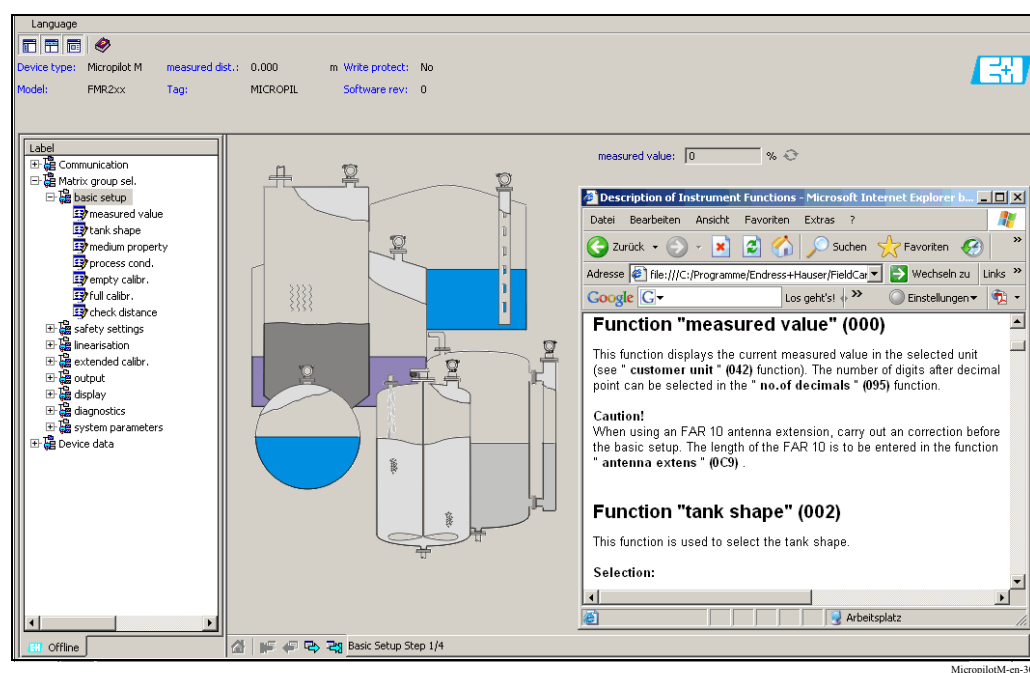 Language
Device type: Micropilot M measured dist.: 0.000 m Write protect: No
Model: FMR2xx Tag: MICROPIL Software rev: 0
E+H
Label
Communication
Matrix group sel.
basic setup
measured value
tank shape
medium property
process cond.
empty calibr.
full calibr.
check distance
safety settings
linearisation
extended calibr.
output
display
diagnostics
system parameters
Device data
Offline
measured value: 0 %
Description of Instrument Functions - Microsoft Internet Explorer b...
Datei Bearbeiten Ansicht Favoriten Extras ?
Zurück Suchen Favoriten »
Adresse file:///C:/Programme/Endress+Hauser/FieldCar Wechseln zu Links »
Google G Los geht's! » Einstellungen
Function "measured value" (000)
This function displays the current measured value in the selected unit
(see " customer unit " (042) function). The number of digits after decimal
point can be selected in the " no.of decimals " (095) function.
Caution!
When using an FAR 10 antenna extension, carry out an correction before
the basic setup. The length of the FAR 10 is to be entered in the function
" antenna extens " (0C9) .
Function "tank shape" (002)
This function is used to select the tank shape.
Selection:
Arbeitsplatz
Basic Setup Step 1/4